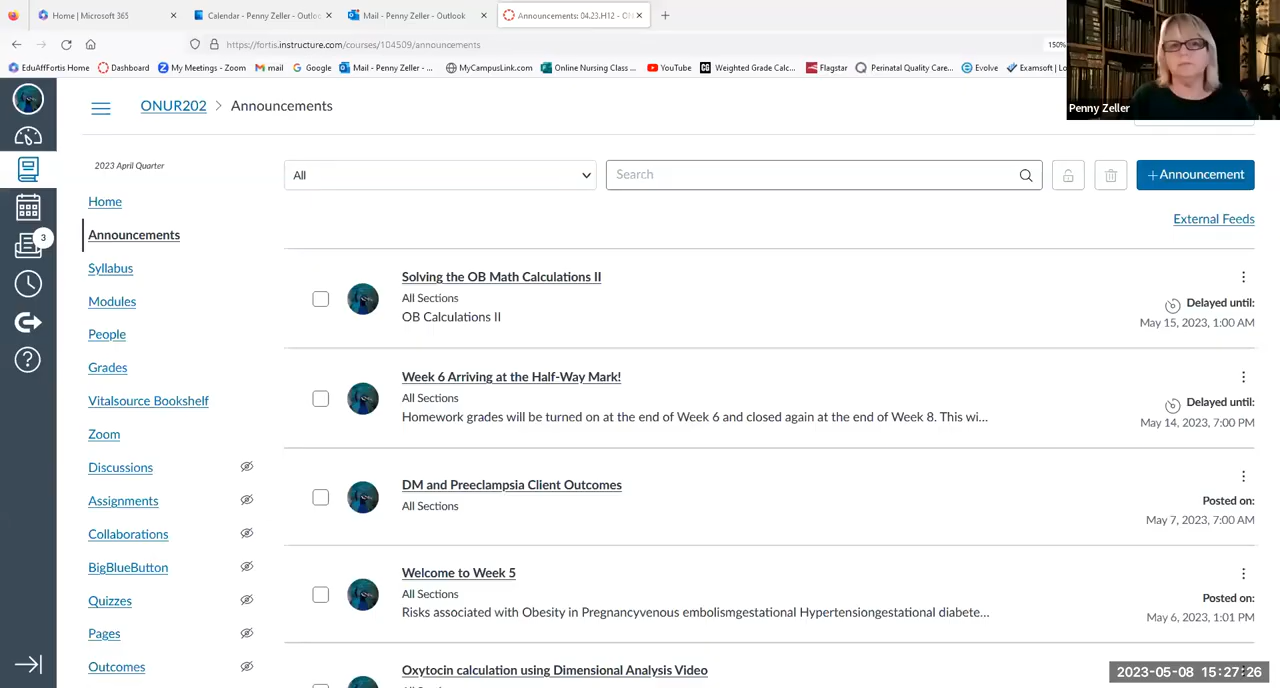 Home | Microsoft 365
Calendar - Penny Zeller - Outloo
Mail - Penny Zeller - Outlook
Announcements: 04.23.H12 - ON
https://fortis.instructure.com/courses/104509/announcements
150%
EduAffFortis Home
Dashboard
My Meetings - Zoom
mail
Google
Mail - Penny Zeller - ...
MyCampusLink.com
Online Nursing Class ...
YouTube
Weighted Grade Calc...
Flagstar
Perinatal Quality Care...
Evolve
Examsoft | Lo
Penny Zeller
ONUR202 > Announcements
2023 April Quarter
Home
Announcements
Syllabus
Modules
People
Grades
Vitalsource Bookshelf
Zoom
Discussions
Assignments
Collaborations
BigBlueButton
Quizzes
Pages
Outcomes
3
All
Search
+Announcement
External Feeds
Solving the OB Math Calculations II
All Sections
OB Calculations II
Delayed until:
May 15, 2023, 1:00 AM
Week 6 Arriving at the Half-Way Mark!
All Sections
Homework grades will be turned on at the end of Week 6 and closed again at the end of Week 8. This wi...
Delayed until:
May 14, 2023, 7:00 PM
DM and Preeclampsia Client Outcomes
All Sections
Posted on:
May 7, 2023, 7:00 AM
Welcome to Week 5
All Sections
Risks associated with Obesity in Pregnancyvenous embolismgestational Hypertensiongestational diabete...
Posted on:
May 6, 2023, 1:01 PM
Oxytocin calculation using Dimensional Analysis Video
2023-05-08 15:27:26